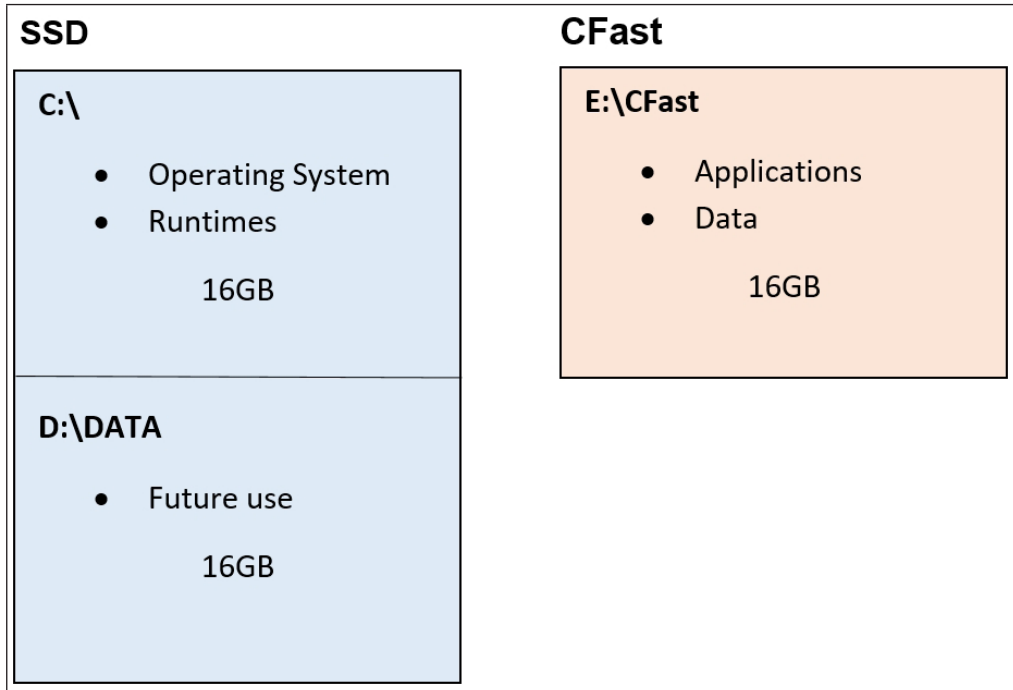 SSD
C:\
• Operating System
• Runtimes
16GB
D:\DATA
• Future use
16GB
CFast
E:\CFast
• Applications
• Data
16GB